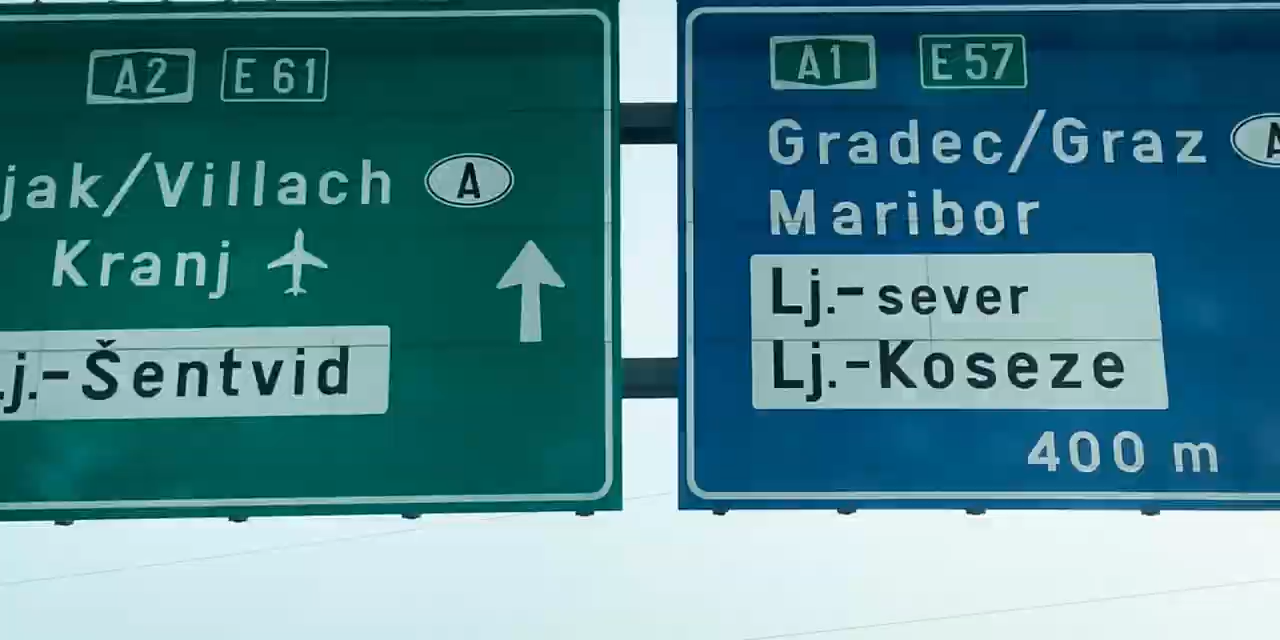 A2 E 61
jak/Villach A
Kranj
Lj.-Šentvid
A1 E 57
Gradec/Graz A
Maribor
Lj.-sever
Lj.-Koseze
400 m